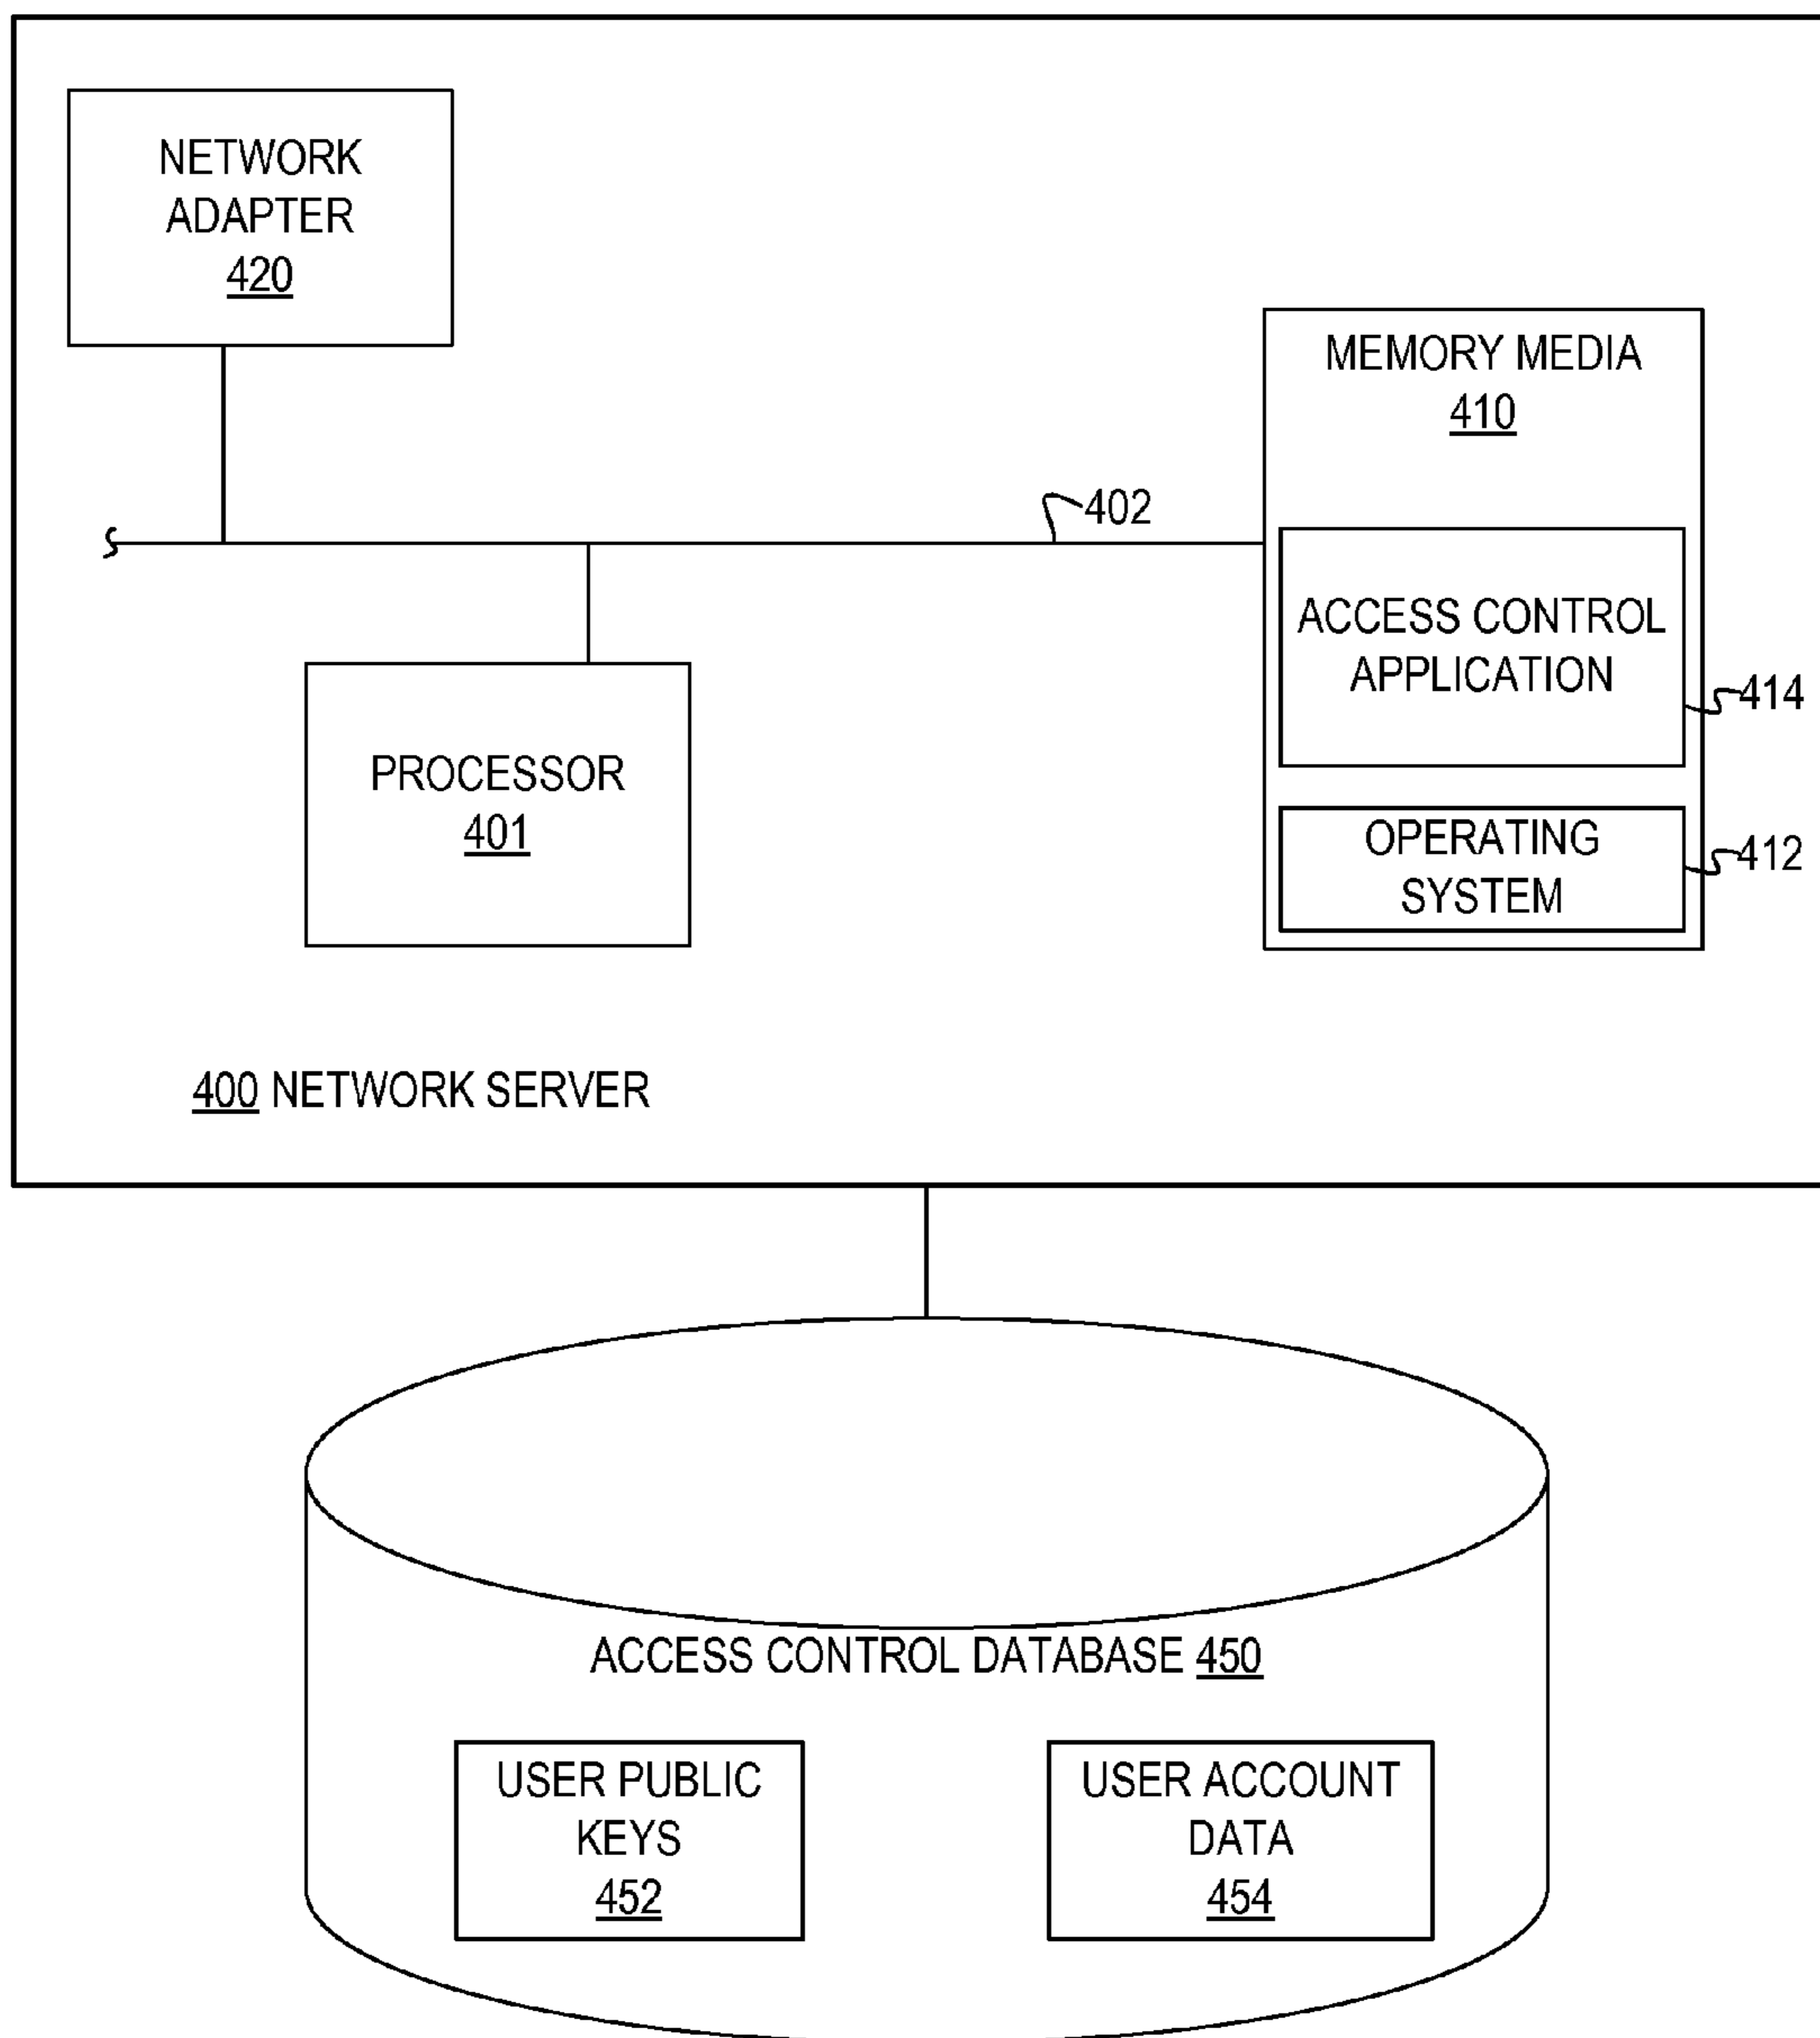 NETWORK
ADAPTER
420
MEMORY MEDIA
410
402
ACCESS CONTROL
APPLICATION
414
PROCESSOR
401
OPERATING
SYSTEM
412
400 NETWORK SERVER
ACCESS CONTROL DATABASE 450
USER PUBLIC
KEYS
452
USER ACCOUNT
DATA
454